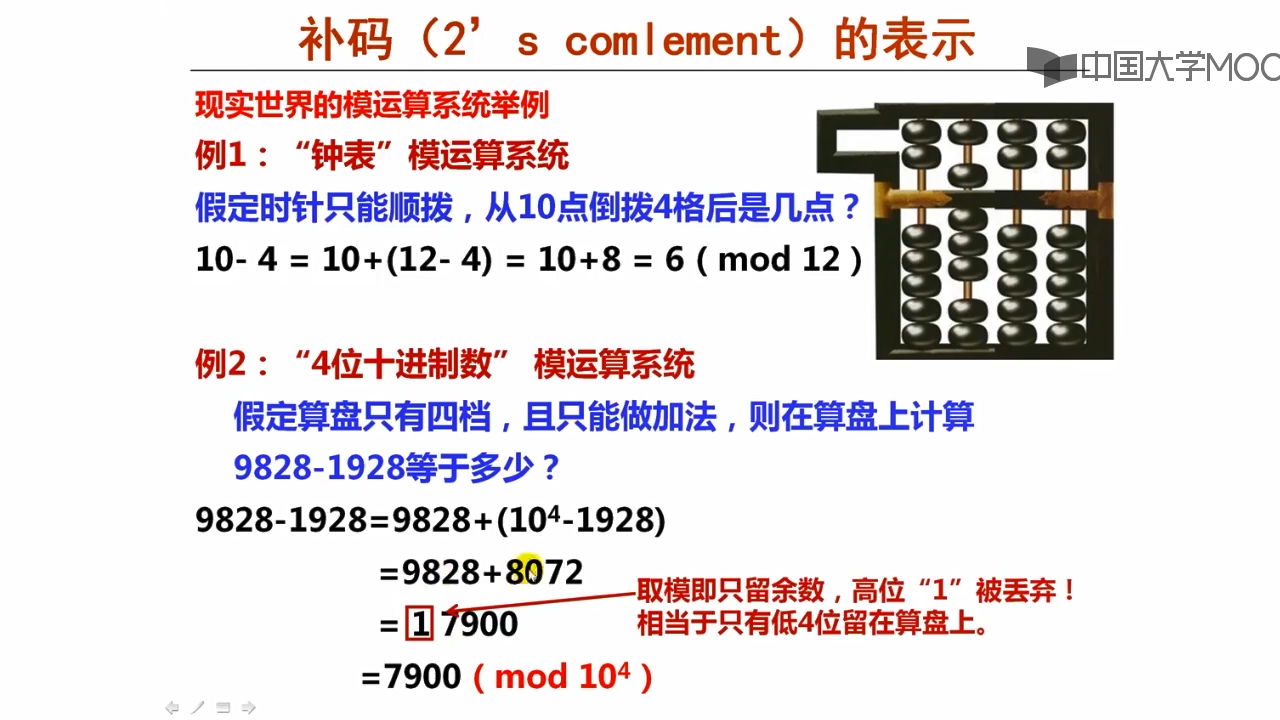 补码（2’s comlement）的表示
中国大学MOO
现实世界的模运算系统举例
例1：“钟表”模运算系统
假定时针只能顺拨，从10点倒拨4格后是几点？
10- 4 = 10+(12- 4) = 10+8 = 6（mod 12）
例2：“4位十进制数” 模运算系统
假定算盘只有四档，且只能做加法，则在算盘上计算
9828-1928等于多少？
9828-1928=9828+(10⁴-1928)
=9828+8072
= 1 7900
取模即只留余数，高位“1”被丢弃！
相当于只有低4位留在算盘上。
=7900（mod 10⁴）